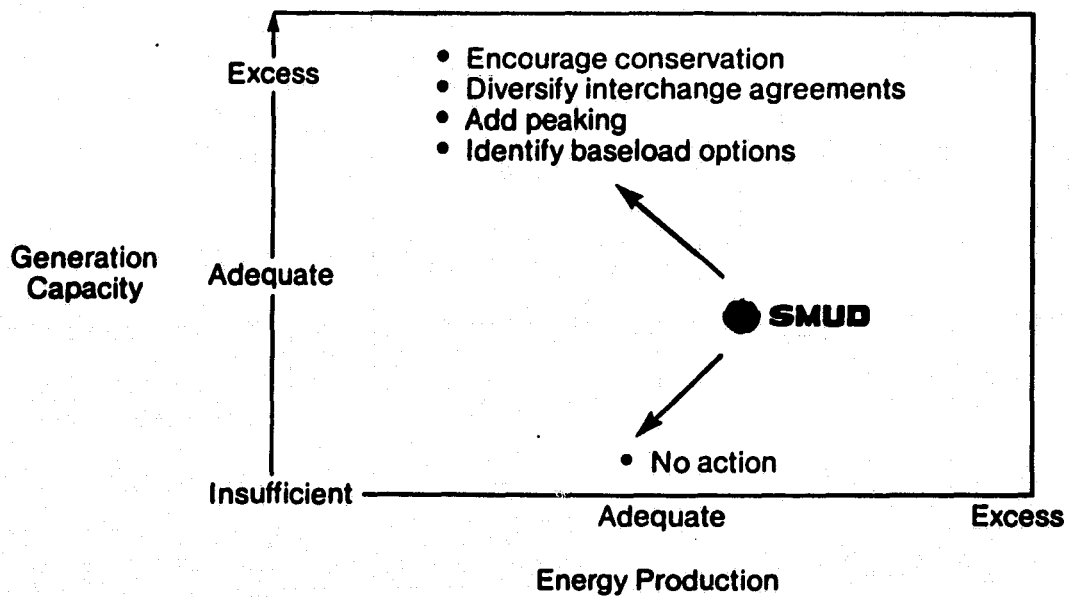 Excess
• Encourage conservation
• Diversify interchange agreements
• Add peaking
• Identify baseload options
Generation
Capacity
Adequate
SMUD
• No action
Insufficient
Adequate
Excess
Energy Production